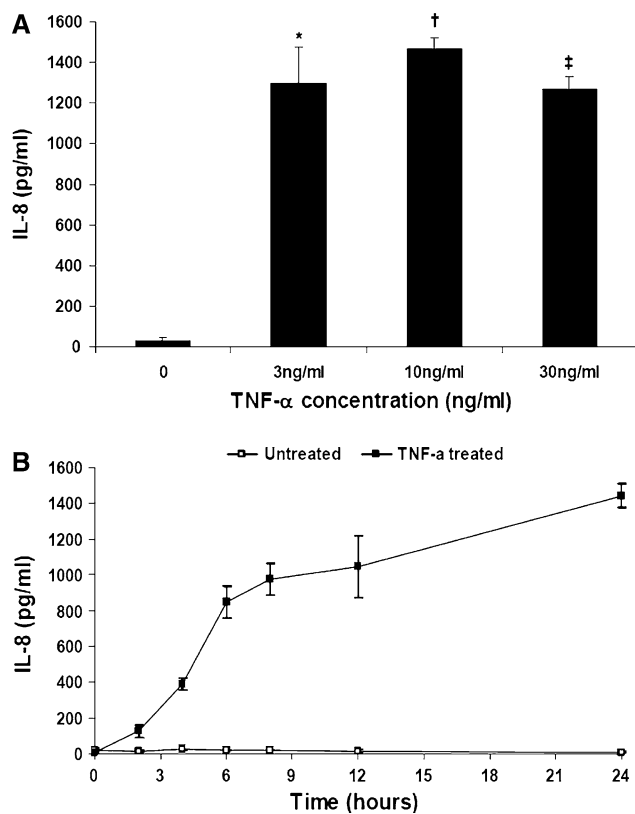 A
IL-8 (pg/ml)
1600
1400
1200
1000
800
600
400
200
0
*
†
‡
0
3ng/ml
10ng/ml
30ng/ml
TNF-α concentration (ng/ml)
B
Untreated
TNF-a treated
IL-8 (pg/ml)
1600
1400
1200
1000
800
600
400
200
0
0
3
6
9
12
15
18
21
24
Time (hours)